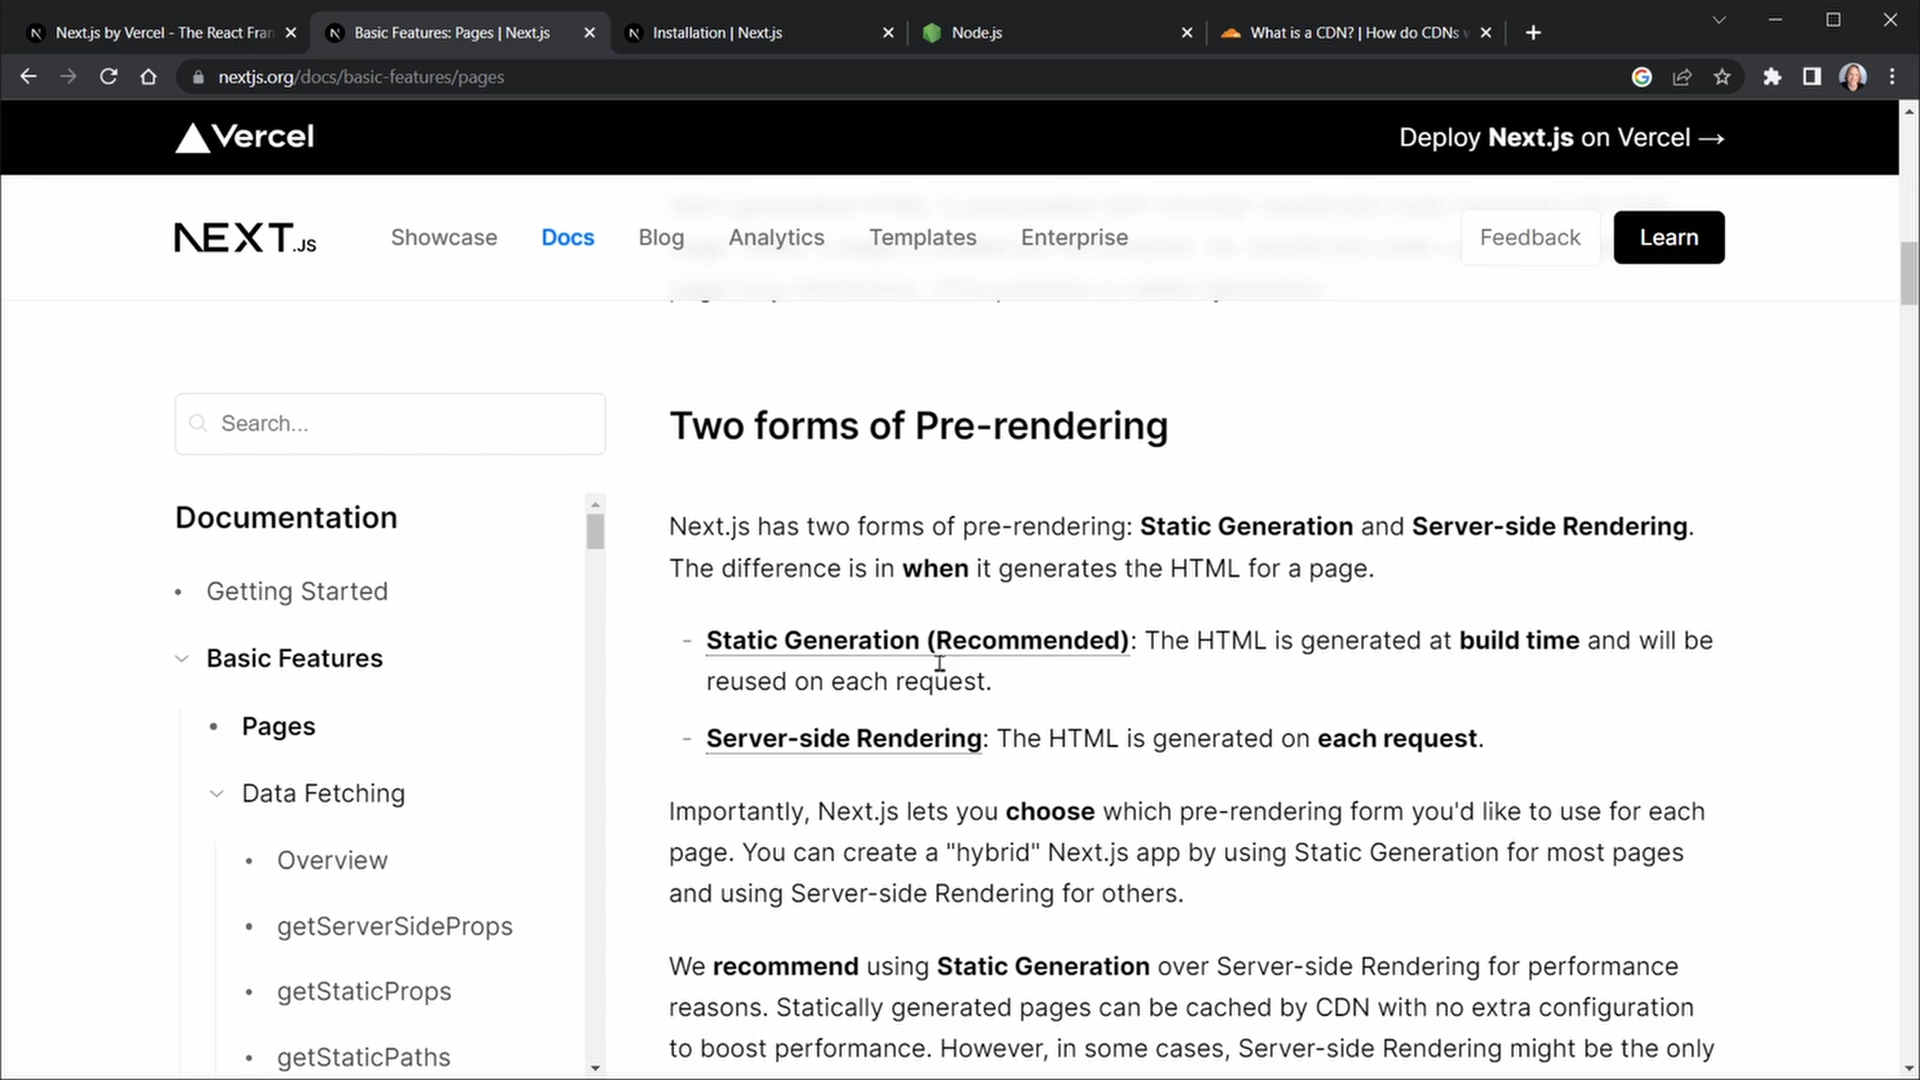 Next.js by Vercel - The React Fran
Basic Features: Pages | Next.js
Installation | Next.js
Node.js
What is a CDN? | How do CDNs w
nextjs.org/docs/basic-features/pages
Vercel
Deploy Next.js on Vercel →
NEXT.JS
Showcase
Docs
Blog
Analytics
Templates
Enterprise
Feedback
Learn
Search...
Documentation
Getting Started
Basic Features
Pages
Data Fetching
Overview
getServerSideProps
getStaticProps
getStaticPaths
Two forms of Pre-rendering
Next.js has two forms of pre-rendering: Static Generation and Server-side Rendering.
The difference is in when it generates the HTML for a page.
- Static Generation (Recommended): The HTML is generated at build time and will be
reused on each request.
- Server-side Rendering: The HTML is generated on each request.
Importantly, Next.js lets you choose which pre-rendering form you'd like to use for each
page. You can create a "hybrid" Next.js app by using Static Generation for most pages
and using Server-side Rendering for others.
We recommend using Static Generation over Server-side Rendering for performance
reasons. Statically generated pages can be cached by CDN with no extra configuration
to boost performance. However, in some cases, Server-side Rendering might be the only